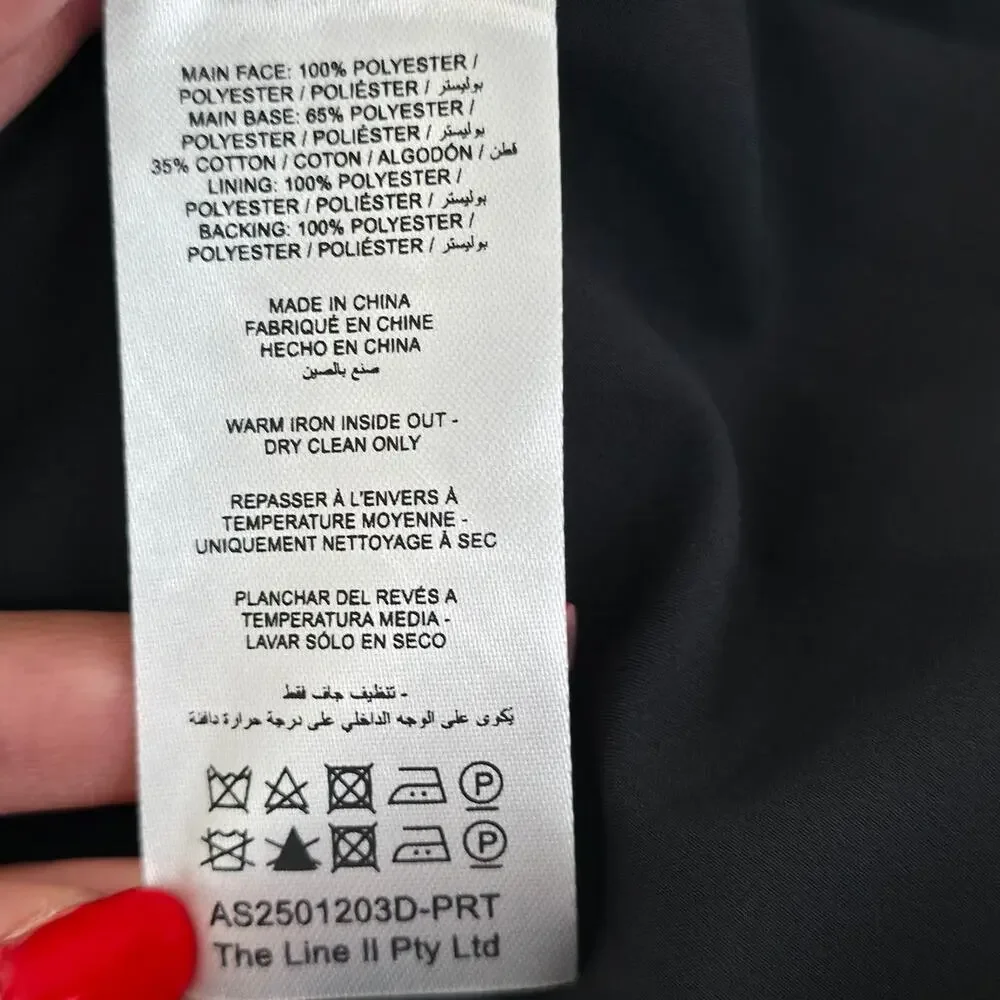 MAIN FACE: 100% POLYESTER /
POLYESTER / POLIÉSTER / بوليستر
MAIN BASE: 65% POLYESTER /
POLYESTER / POLIÉSTER / بوليستر
35% COTTON / COTON / ALGODÓN / قطن
LINING: 100% POLYESTER /
POLYESTER / POLIÉSTER / بوليستر
BACKING: 100% POLYESTER /
POLYESTER / POLIÉSTER / بوليستر
MADE IN CHINA
FABRIQUÉ EN CHINE
HECHO EN CHINA
صنع بالصين
WARM IRON INSIDE OUT -
DRY CLEAN ONLY
REPASSER À L'ENVERS À
TEMPERATURE MOYENNE -
UNIQUEMENT NETTOYAGE À SEC
PLANCHAR DEL REVÉS A
TEMPERATURA MEDIA -
LAVAR SÓLO EN SECO
- تنظيف جاف فقط
يُكوى على الوجه الداخلي على درجة حرارة دافئة
P
P
AS2501203D-PRT
The Line II Pty Ltd